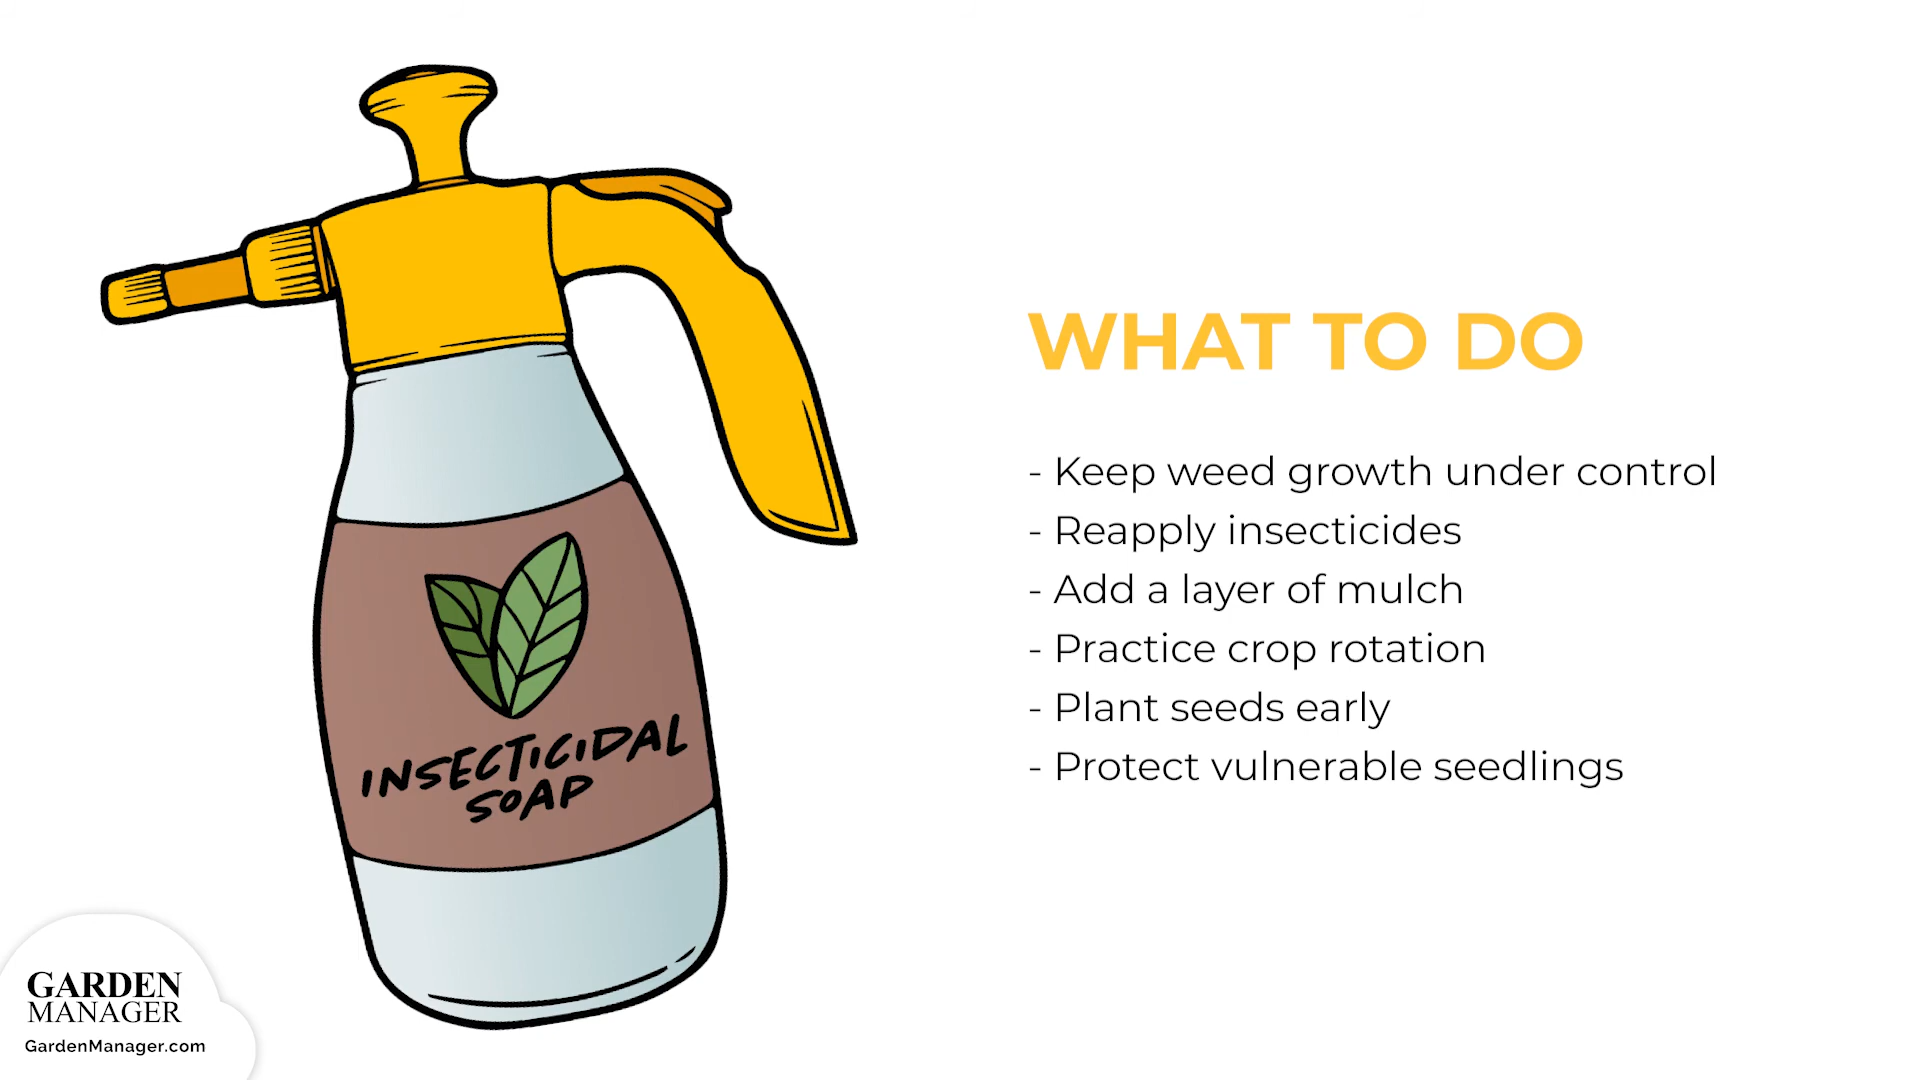 WHAT TO DO
- Keep weed growth under control
- Reapply insecticides
- Add a layer of mulch
- Practice crop rotation
- Plant seeds early
- Protect vulnerable seedlings
INSECTICIDAL
SOAP
GARDEN
MANAGER
GardenManager.com